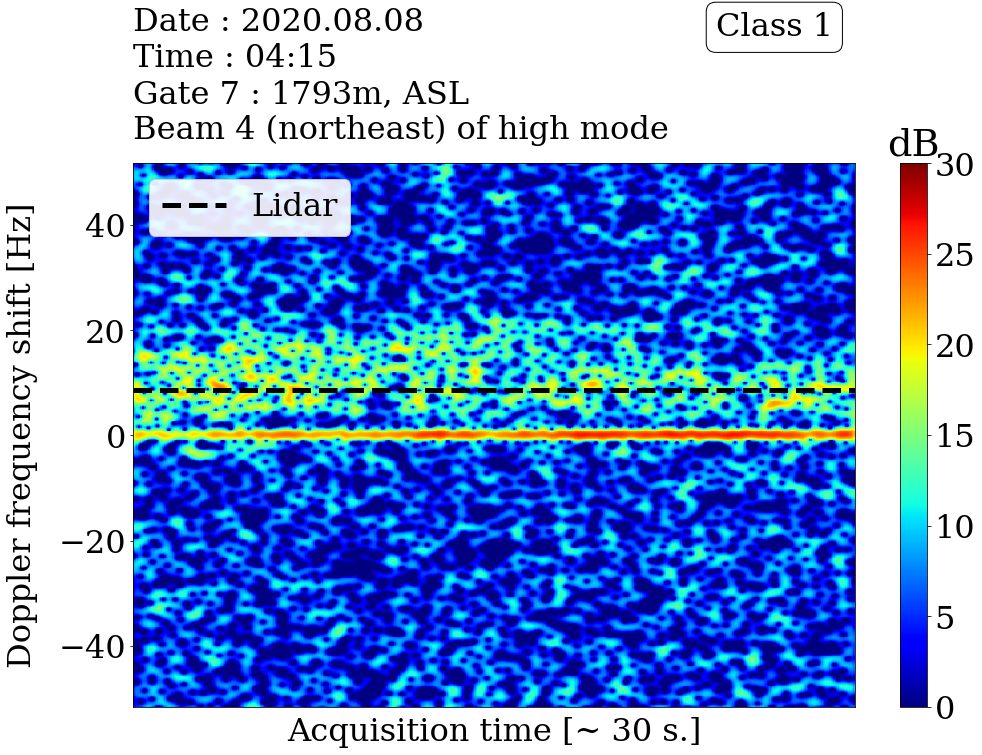 Date : 2020.08.08
Class 1
Time : 04:15
Gate 7 : 1793m, ASL
Beam 4 (northeast) of high mode
dB
Lidar
Doppler frequency shift [Hz]
40
20
0
−20
−40
30
25
20
15
10
5
0
Acquisition time [~ 30 s.]